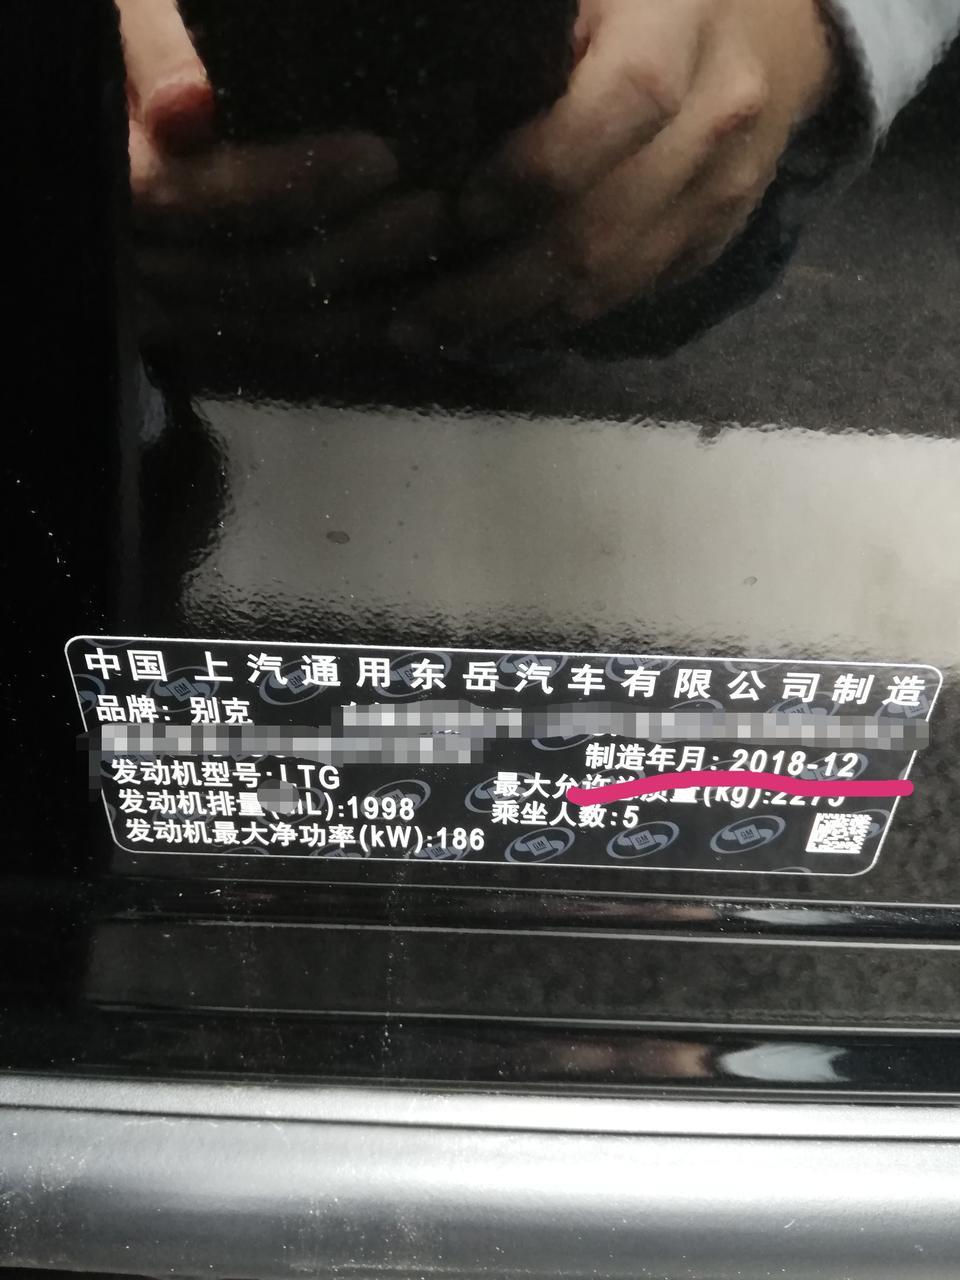 中国 上汽通用东岳汽车有限公司制造
品牌：别克
制造年月：2018-12
发动机型号：LTG
最大允许总质量(kg):2275
发动机排量(mL):1998
乘坐人数:5
发动机最大净功率(kW):186